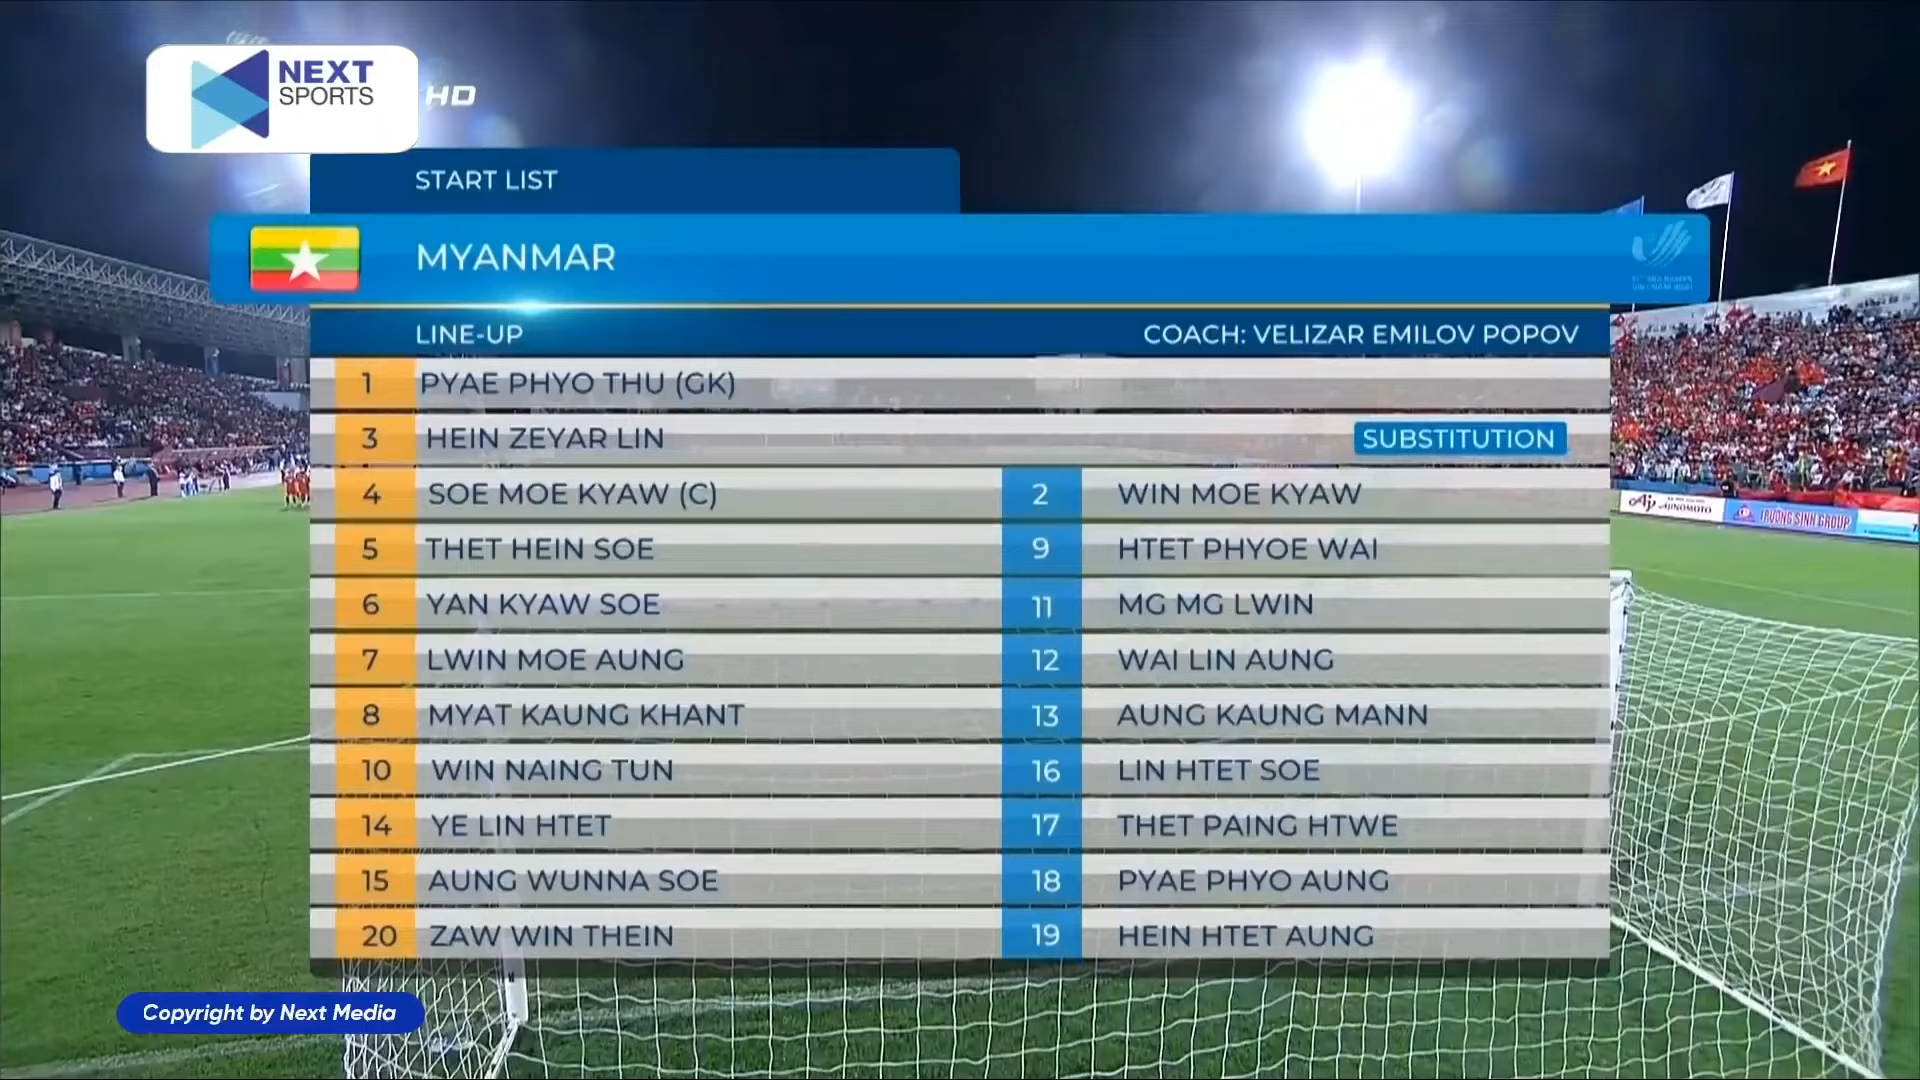 NEXT
SPORTS
HD
START LIST
MYANMAR
LINE-UP
COACH: VELIZAR EMILOV POPOV
1 PYAE PHYO THU (GK)
3 HEIN ZEYAR LIN
SUBSTITUTION
4 SOE MOE KYAW (C)
2 WIN MOE KYAW
5 THET HEIN SOE
9 HTET PHYOE WAI
6 YAN KYAW SOE
11 MG MG LWIN
7 LWIN MOE AUNG
12 WAI LIN AUNG
8 MYAT KAUNG KHANT
13 AUNG KAUNG MANN
10 WIN NAING TUN
16 LIN HTET SOE
14 YE LIN HTET
17 THET PAING HTWE
15 AUNG WUNNA SOE
18 PYAE PHYO AUNG
20 ZAW WIN THEIN
19 HEIN HTET AUNG
AJINOMOTO
TRUONG SINH GROUP
Copyright by Next Media